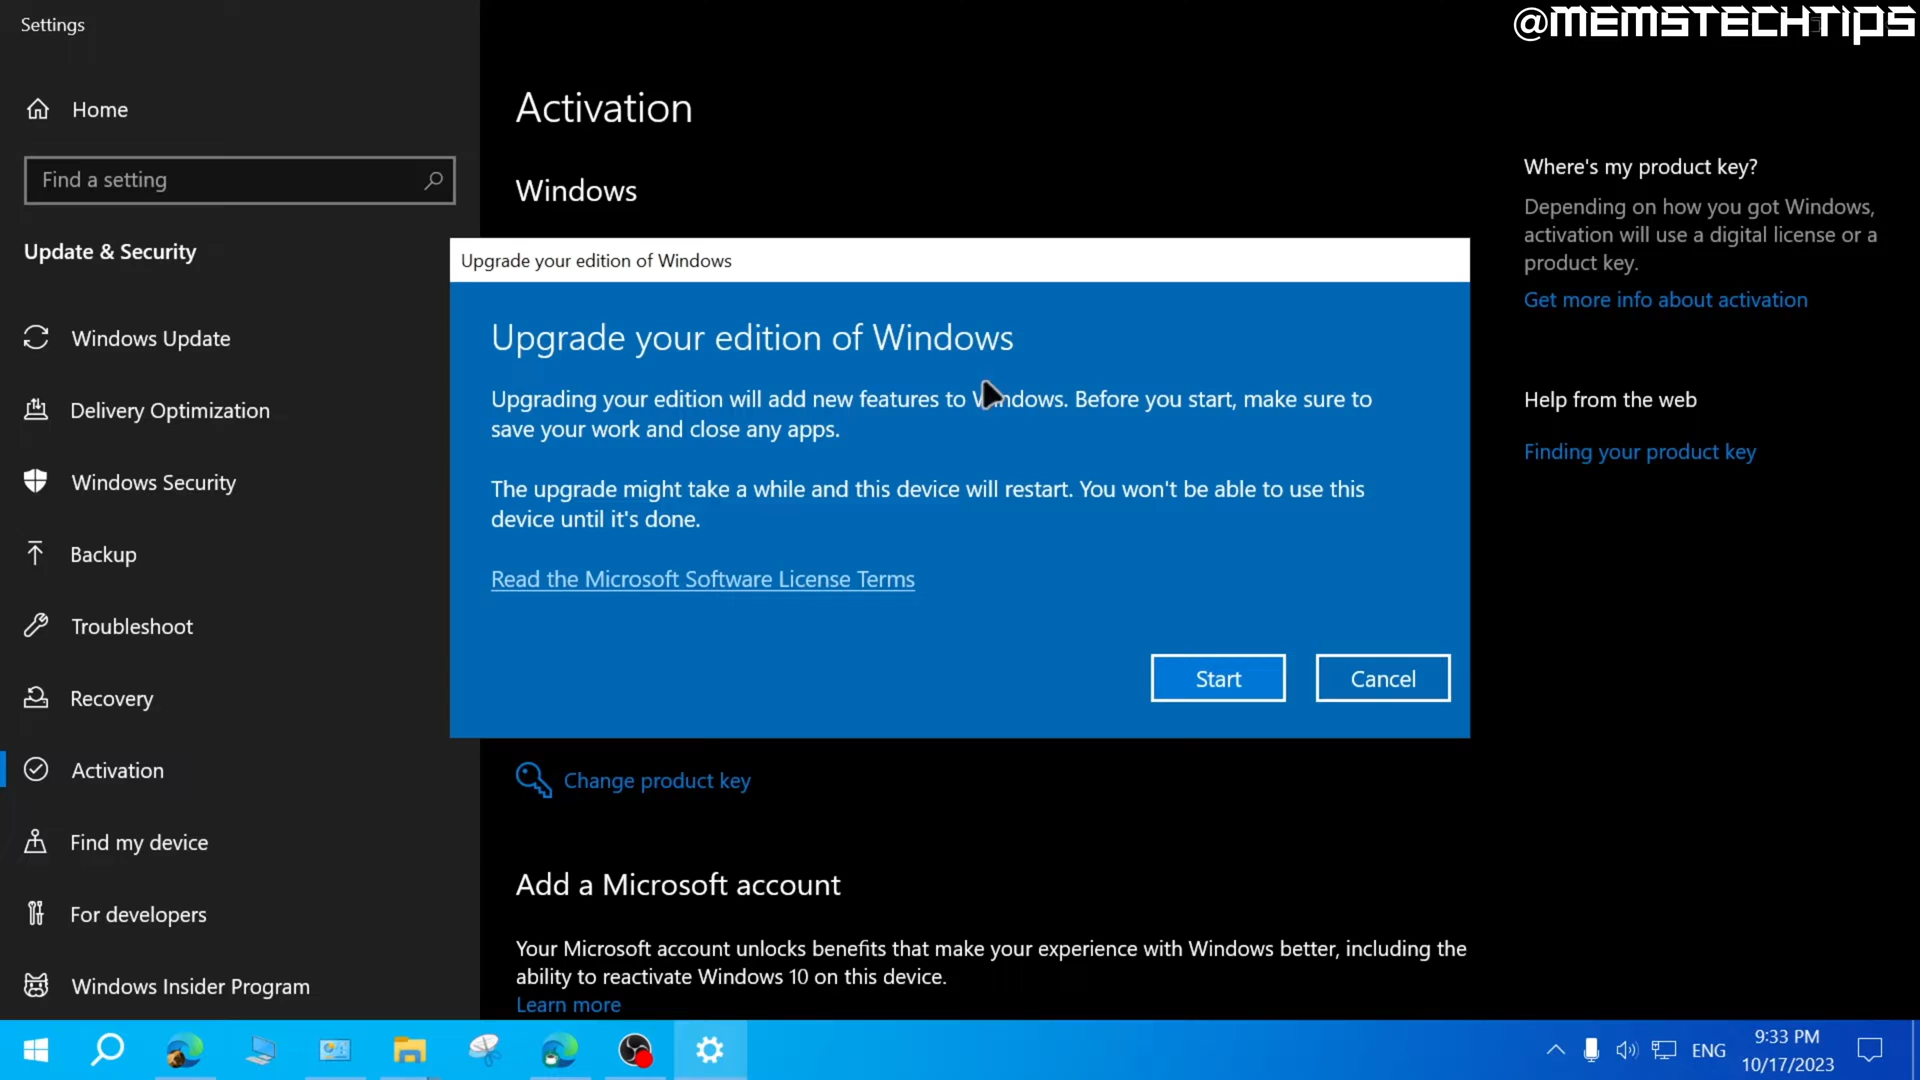 Settings
@MEMSTECHTIPS
Home
Find a setting
Update & Security
Windows Update
Delivery Optimization
Windows Security
Backup
Troubleshoot
Recovery
Activation
Find my device
For developers
Windows Insider Program
Activation
Windows
Upgrade your edition of Windows
Upgrade your edition of Windows
Upgrading your edition will add new features to Windows. Before you start, make sure to
save your work and close any apps.
The upgrade might take a while and this device will restart. You won't be able to use this
device until it's done.
Read the Microsoft Software License Terms
Start
Cancel
Change product key
Add a Microsoft account
Your Microsoft account unlocks benefits that make your experience with Windows better, including the
ability to reactivate Windows 10 on this device.
Learn more
Where's my product key?
Depending on how you got Windows,
activation will use a digital license or a
product key.
Get more info about activation
Help from the web
Finding your product key
ENG
9:33 PM
10/17/2023